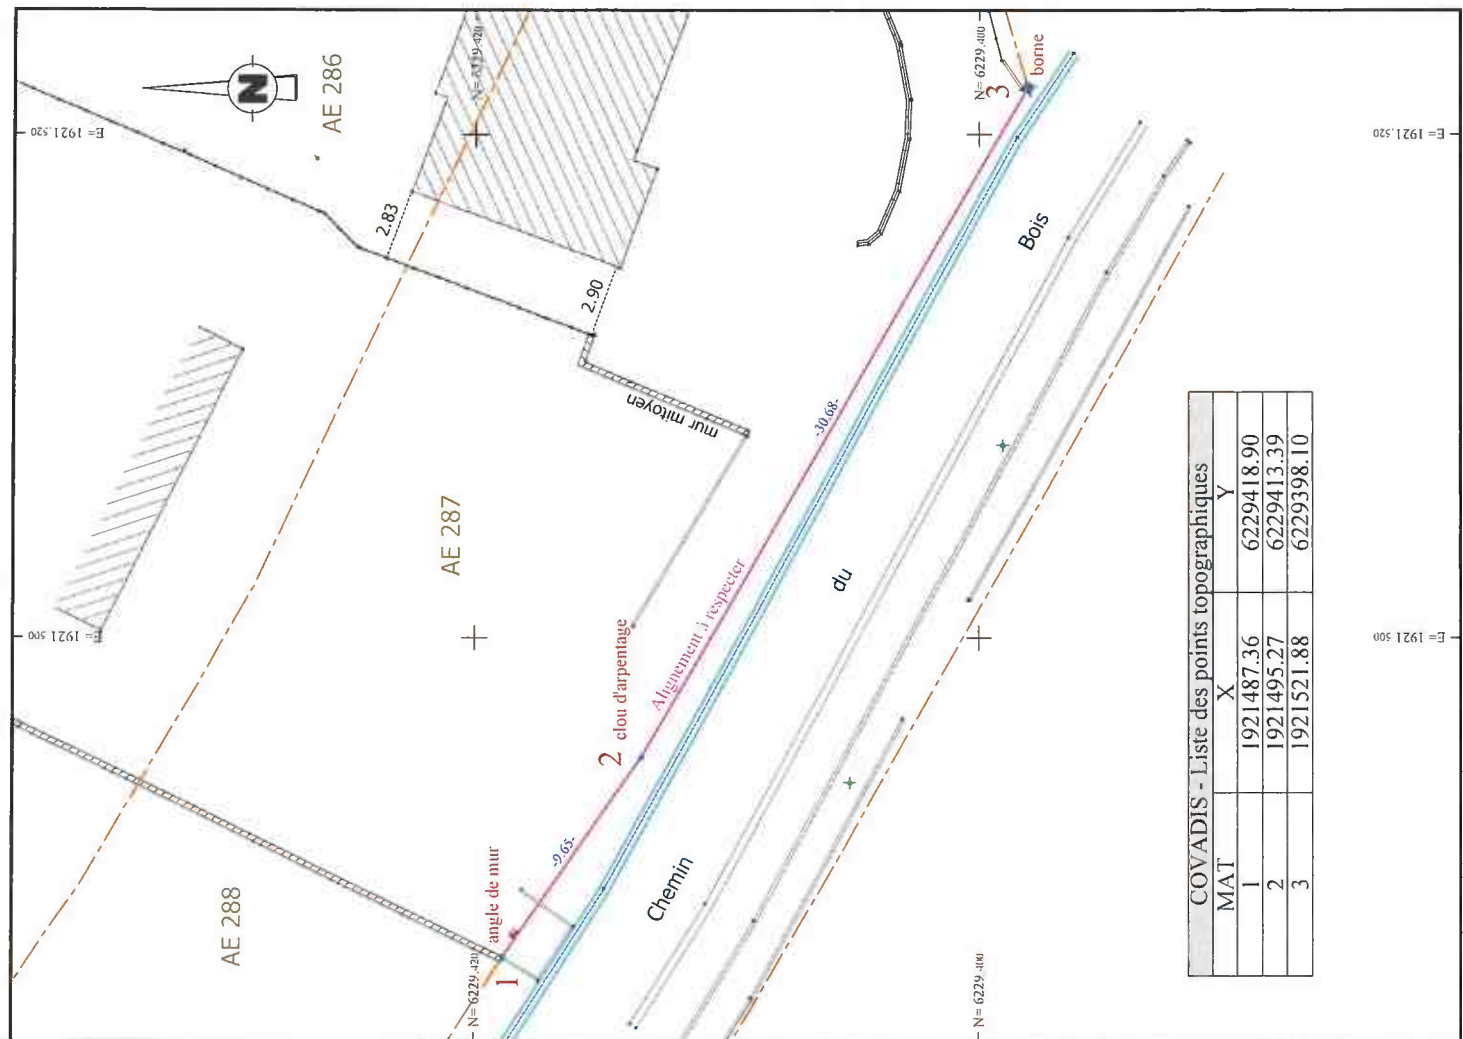 AE 286
N
E= 1921.520
N= 6229.420
N= 6229.400
3
borne
E= 1921.520
2.83
2.90
Bois
mur mitoyen
-30.68-
AE 287
du
Alignement à respecter
E= 1921.500
E= 1921.500
2
clou d'arpentage
-9.65-
angle de mur
1
Chemin
AE 288
N= 6229.420
N= 6229.400
COVADIS - Liste des points topographiques
MAT X Y
1 1921487.36 6229418.90
2 1921495.27 6229413.39
3 1921521.88 6229398.10